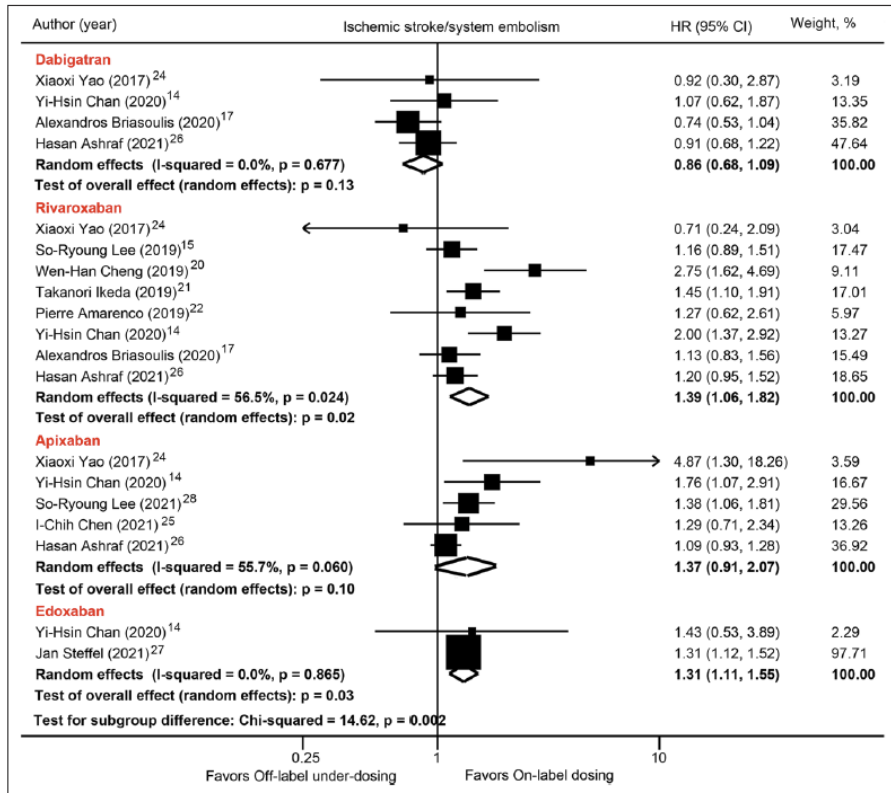 Author (year) Ischemic stroke/system embolism HR (95% CI) Weight, %
Dabigatran
Xiaoxi Yao (2017)24 0.92 (0.30, 2.87) 3.19
Yi-Hsin Chan (2020)14 1.07 (0.62, 1.87) 13.35
Alexandros Briasoulis (2020)17 0.74 (0.53, 1.04) 35.82
Hasan Ashraf (2021)26 0.91 (0.68, 1.22) 47.64
Random effects (I-squared = 0.0%, p = 0.677) 0.86 (0.68, 1.09) 100.00
Test of overall effect (random effects): p = 0.13
Rivaroxaban
Xiaoxi Yao (2017)24 0.71 (0.24, 2.09) 3.04
So-Ryoung Lee (2019)15 1.16 (0.89, 1.51) 17.47
Wen-Han Cheng (2019)20 2.75 (1.62, 4.69) 9.11
Takanori Ikeda (2019)21 1.45 (1.10, 1.91) 17.01
Pierre Amarenco (2019)22 1.27 (0.62, 2.61) 5.97
Yi-Hsin Chan (2020)14 2.00 (1.37, 2.92) 13.27
Alexandros Briasoulis (2020)17 1.13 (0.83, 1.56) 15.49
Hasan Ashraf (2021)26 1.20 (0.95, 1.52) 18.65
Random effects (I-squared = 56.5%, p = 0.024) 1.39 (1.06, 1.82) 100.00
Test of overall effect (random effects): p = 0.02
Apixaban
Xiaoxi Yao (2017)24 4.87 (1.30, 18.26) 3.59
Yi-Hsin Chan (2020)14 1.76 (1.07, 2.91) 16.67
So-Ryoung Lee (2021)28 1.38 (1.06, 1.81) 29.56
I-Chih Chen (2021)25 1.29 (0.71, 2.34) 13.26
Hasan Ashraf (2021)26 1.09 (0.93, 1.28) 36.92
Random effects (I-squared = 55.7%, p = 0.060) 1.37 (0.91, 2.07) 100.00
Test of overall effect (random effects): p = 0.10
Edoxaban
Yi-Hsin Chan (2020)14 1.43 (0.53, 3.89) 2.29
Jan Steffel (2021)27 1.31 (1.12, 1.52) 97.71
Random effects (I-squared = 0.0%, p = 0.865) 1.31 (1.11, 1.55) 100.00
Test of overall effect (random effects): p = 0.03
Test for subgroup difference: Chi-squared = 14.62, p = 0.002
0.25 1 10
Favors Off-label under-dosing Favors On-label dosing